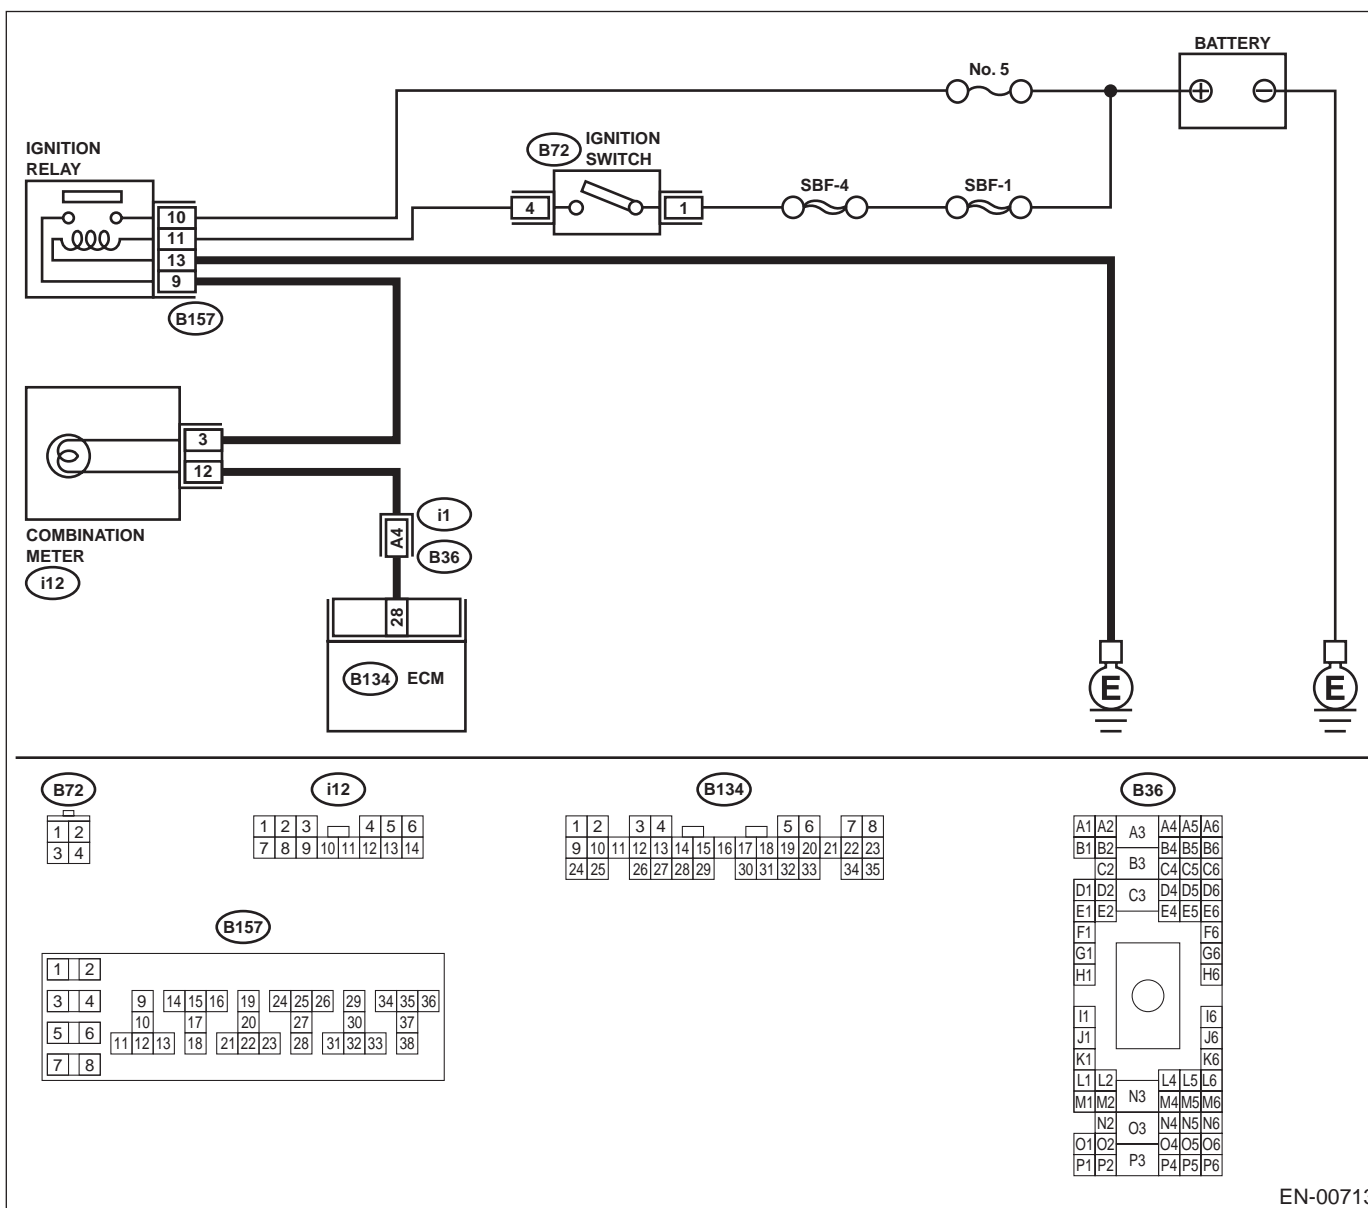 BATTERY
No. 5
IGNITION
RELAY
B72
IGNITION
SWITCH
SBF-4
SBF-1
10
11
13
9
4
1
B157
3
12
COMBINATION
METER
i12
A4
i1
B36
28
B134 ECM
E
E
B72
1 2
3 4
i12
1 2 3 4 5 6
7 8 9 10 11 12 13 14
B134
1 2 3 4 5 6 7 8
9 10 11 12 13 14 15 16 17 18 19 20 21 22 23
24 25 26 27 28 29 30 31 32 33 34 35
B157
1 2
3 4 9 14 15 16 19 24 25 26 29 34 35 36
10 17 20 27 30 37
5 6
11 12 13 18 21 22 23 28 31 32 33 38
7 8
B36
A1 A2 A3 A4 A5 A6
B1 B2 B3 B4 B5 B6
C2 C3 C4 C5 C6
D1 D2 D4 D5 D6
E1 E2 E4 E5 E6
F1 F6
G1 G6
H1 H6
I1 I6
J1 J6
K1 K6
L1 L2 L4 L5 L6
M1 M2 N3 M4 M5 M6
N2 O3 N4 N5 N6
O1 O2 O4 O5 O6
P1 P2 P3 P4 P5 P6
EN-00713